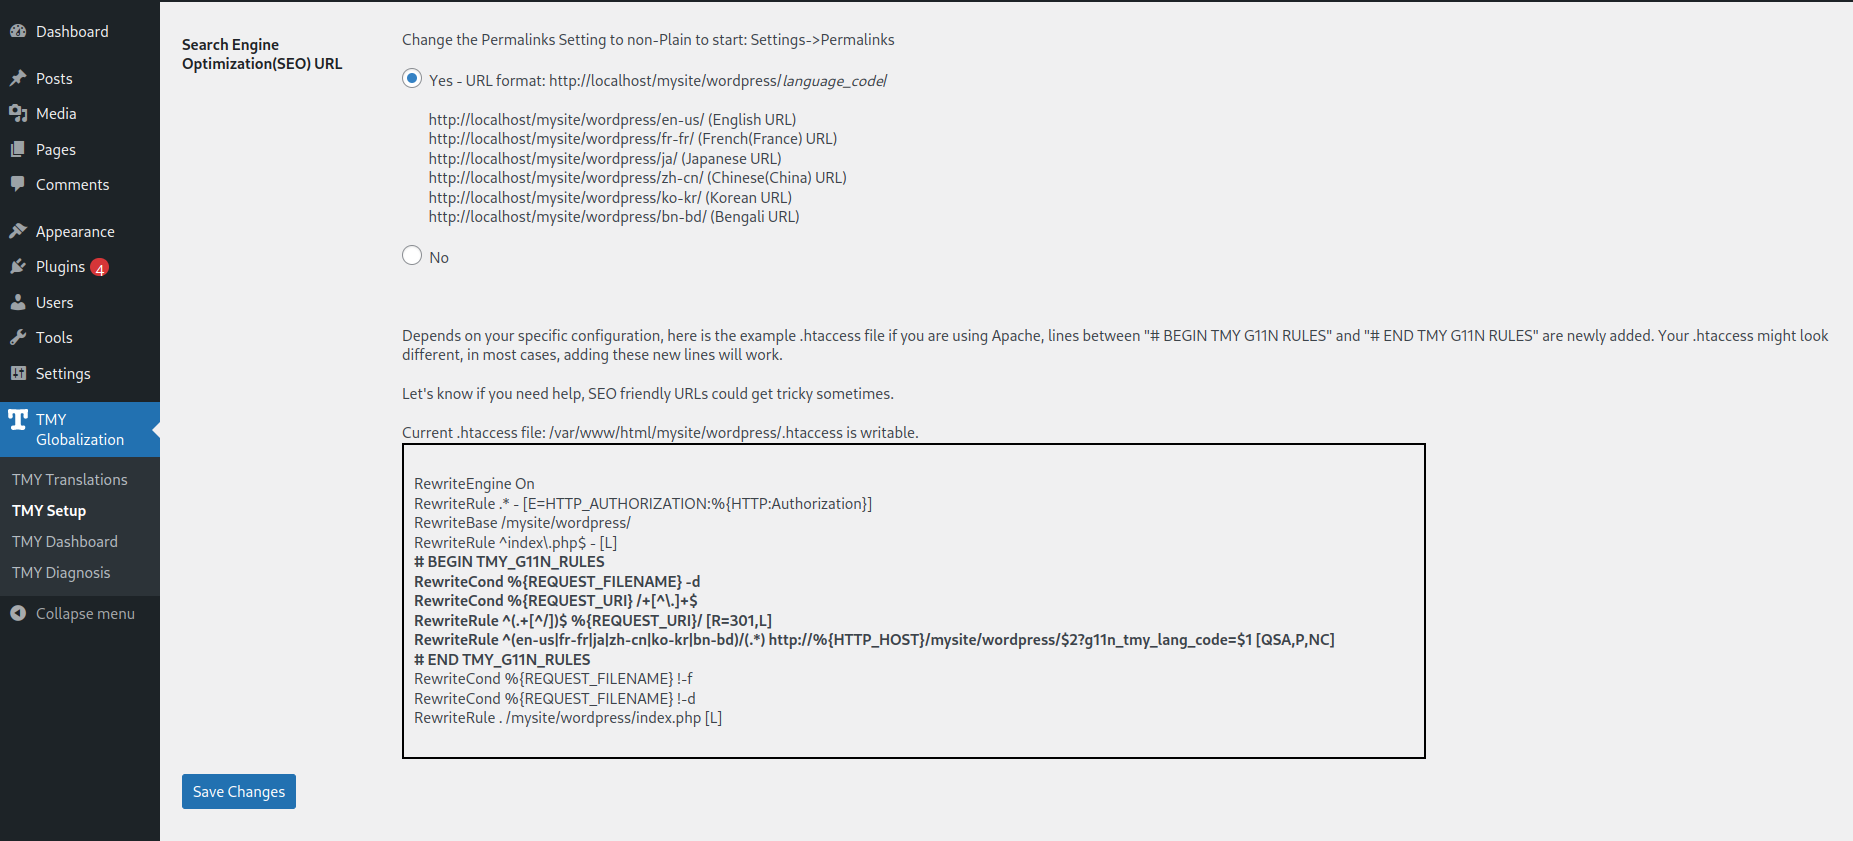 Dashboard
Posts
Media
Pages
Comments
Appearance
Plugins 4
Users
Tools
Settings
TMY
Globalization
TMY Translations
TMY Setup
TMY Dashboard
TMY Diagnosis
Collapse menu
Search Engine
Optimization(SEO) URL
Change the Permalinks Setting to non-Plain to start: Settings->Permalinks
Yes - URL format: http://localhost/mysite/wordpress/language_code/
http://localhost/mysite/wordpress/en-us/ (English URL)
http://localhost/mysite/wordpress/fr-fr/ (French(France) URL)
http://localhost/mysite/wordpress/ja/ (Japanese URL)
http://localhost/mysite/wordpress/zh-cn/ (Chinese(China) URL)
http://localhost/mysite/wordpress/ko-kr/ (Korean URL)
http://localhost/mysite/wordpress/bn-bd/ (Bengali URL)
No
Depends on your specific configuration, here is the example .htaccess file if you are using Apache, lines between "# BEGIN TMY G11N RULES" and "# END TMY G11N RULES" are newly added. Your .htaccess might look
different, in most cases, adding these new lines will work.
Let's know if you need help, SEO friendly URLs could get tricky sometimes.
Current .htaccess file: /var/www/html/mysite/wordpress/.htaccess is writable.
RewriteEngine On
RewriteRule .* - [E=HTTP_AUTHORIZATION:%{HTTP:Authorization}]
RewriteBase /mysite/wordpress/
RewriteRule ^index\.php$ - [L]
# BEGIN TMY_G11N_RULES
RewriteCond %{REQUEST_FILENAME} -d
RewriteCond %{REQUEST_URI} /+[^\.]+$
RewriteRule ^(.+[^/])$ %{REQUEST_URI}/ [R=301,L]
RewriteRule ^(en-us|fr-fr|ja|zh-cn|ko-kr|bn-bd)/(.*) http://%{HTTP_HOST}/mysite/wordpress/$2?g11n_tmy_lang_code=$1 [QSA,P,NC]
# END TMY_G11N_RULES
RewriteCond %{REQUEST_FILENAME} !-f
RewriteCond %{REQUEST_FILENAME} !-d
RewriteRule . /mysite/wordpress/index.php [L]
Save Changes